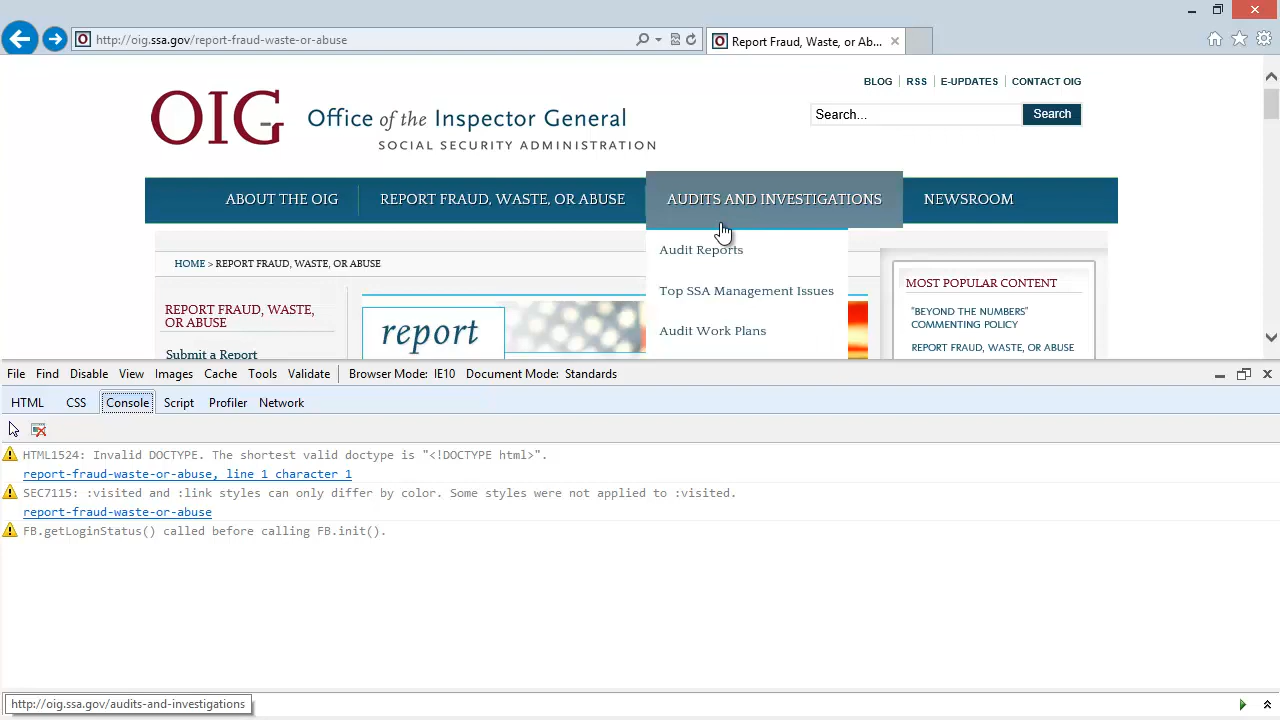 http://oig.ssa.gov/report-fraud-waste-or-abuse
Report Fraud, Waste, or Ab...
BLOG
RSS
E-UPDATES
CONTACT OIG
OIG
Office of the Inspector General
SOCIAL SECURITY ADMINISTRATION
Search...
Search
ABOUT THE OIG
REPORT FRAUD, WASTE, OR ABUSE
AUDITS AND INVESTIGATIONS
NEWSROOM
Audit Reports
Top SSA Management Issues
Audit Work Plans
HOME > REPORT FRAUD, WASTE, OR ABUSE
REPORT FRAUD, WASTE,
OR ABUSE
Submit a Report
report
MOST POPULAR CONTENT
"BEYOND THE NUMBERS"
COMMENTING POLICY
REPORT FRAUD, WASTE, OR ABUSE
File Find Disable View Images Cache Tools Validate Browser Mode: IE10 Document Mode: Standards
HTML CSS Console Script Profiler Network
HTML1524: Invalid DOCTYPE. The shortest valid doctype is "<!DOCTYPE html>".
report-fraud-waste-or-abuse, line 1 character 1
SEC7115: :visited and :link styles can only differ by color. Some styles were not applied to :visited.
report-fraud-waste-or-abuse
FB.getLoginStatus() called before calling FB.init().
http://oig.ssa.gov/audits-and-investigations